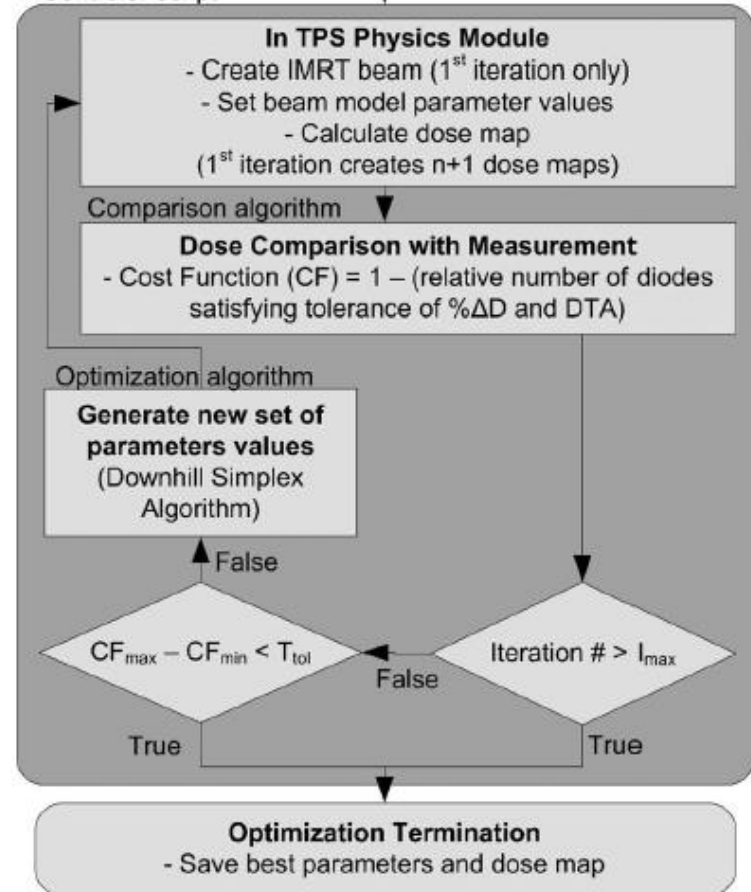 In TPS Physics Module
- Create IMRT beam (1st iteration only)
- Set beam model parameter values
- Calculate dose map
(1st iteration creates n+1 dose maps)
Comparison algorithm
Dose Comparison with Measurement
- Cost Function (CF) = 1 – (relative number of diodes
satisfying tolerance of %ΔD and DTA)
Optimization algorithm
Generate new set of
parameters values
(Downhill Simplex
Algorithm)
False
CFmax – CFmin < Ttol
False
Iteration # > Imax
True
True
Optimization Termination
- Save best parameters and dose map